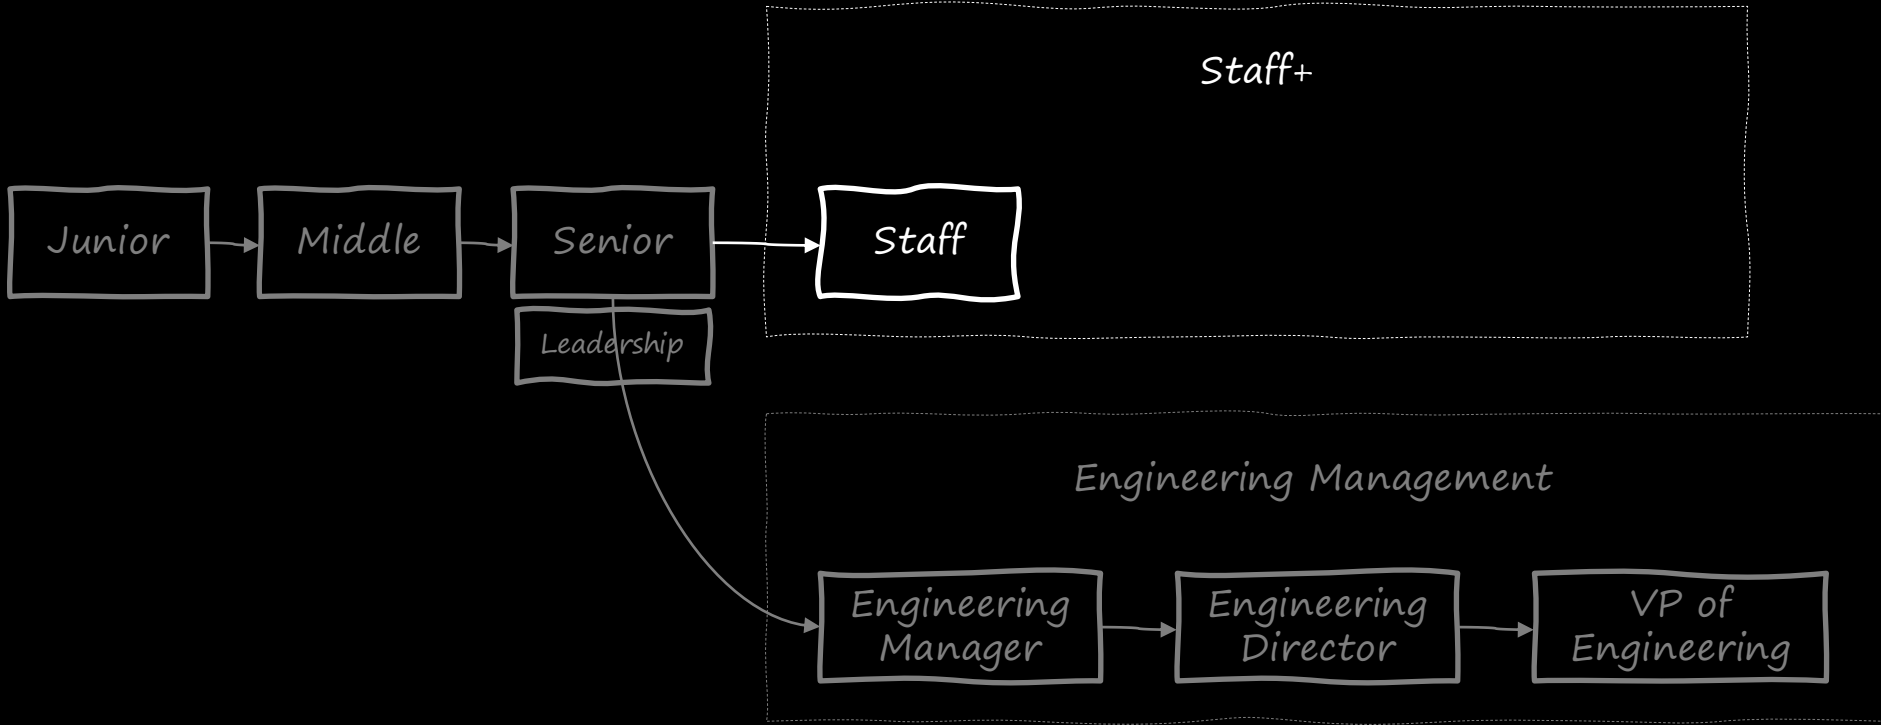 Staff+
Junior
Middle
Senior
Staff
Leadership
Engineering Management
Engineering
Manager
Engineering
Director
VP of
Engineering